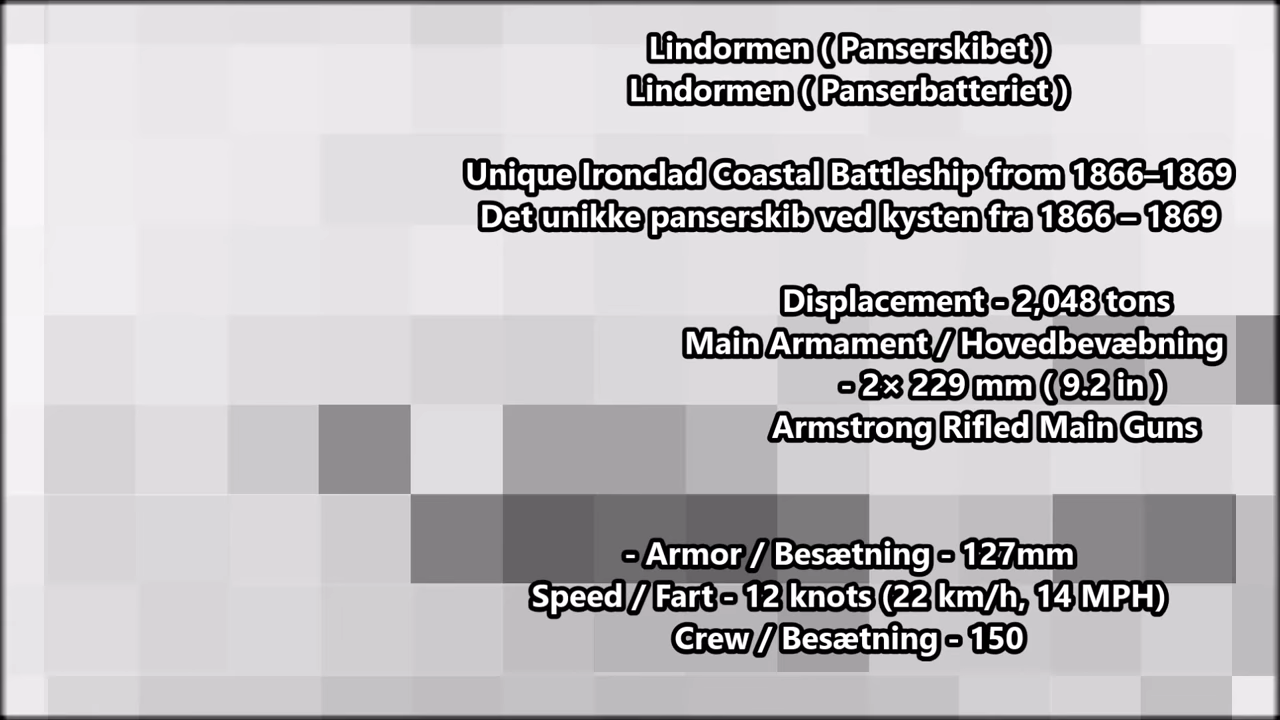 Lindormen ( Panserskibet )
Lindormen ( Panserbatteriet )
Unique Ironclad Coastal Battleship from 1866–1869
Det unikke panserskib ved kysten fra 1866 – 1869
Displacement - 2,048 tons
Main Armament / Hovedbevæbning
- 2× 229 mm ( 9.2 in )
Armstrong Rifled Main Guns
- Armor / Besætning - 127mm
Speed / Fart - 12 knots (22 km/h, 14 MPH)
Crew / Besætning - 150